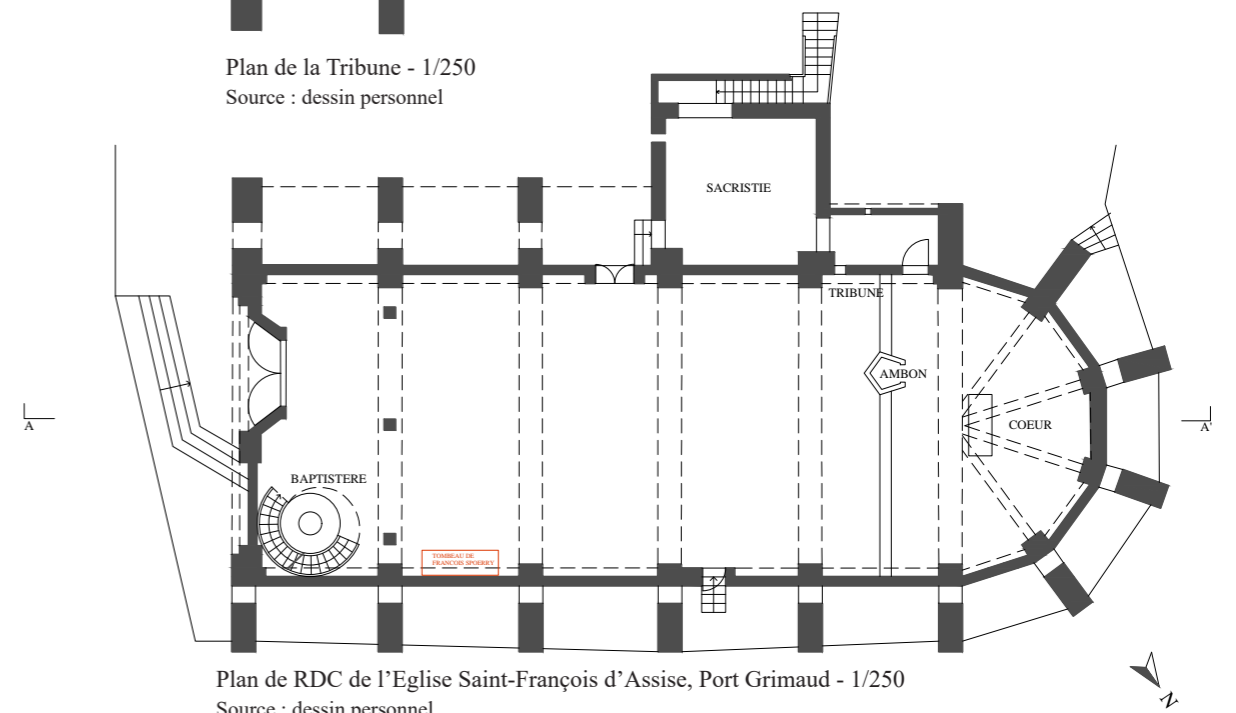 Plan de la Tribune - 1/250
Source : dessin personnel
SACRISTIE
TRIBUNE
AMBON
COEUR
A
A'
BAPTISTERE
TOMBEAU DE
FRANCOIS SPOERRY
Plan de RDC de l'Eglise Saint-François d'Assise, Port Grimaud - 1/250
Source : dessin personnel
N